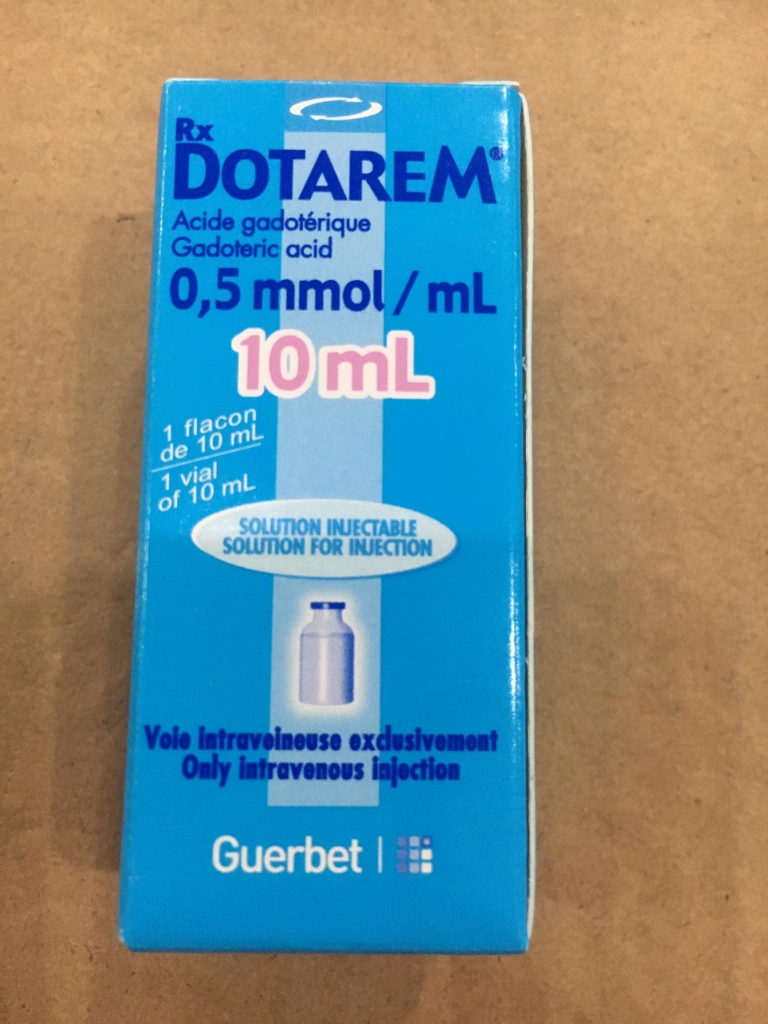 Rx
DOTAREM®
Acide gadotérique
Gadoteric acid
0,5 mmol / mL
10 mL
1 flacon
de 10 mL
1 vial
of 10 mL
SOLUTION INJECTABLE
SOLUTION FOR INJECTION
Voie intraveineuse exclusivement
Only intravenous injection
Guerbet